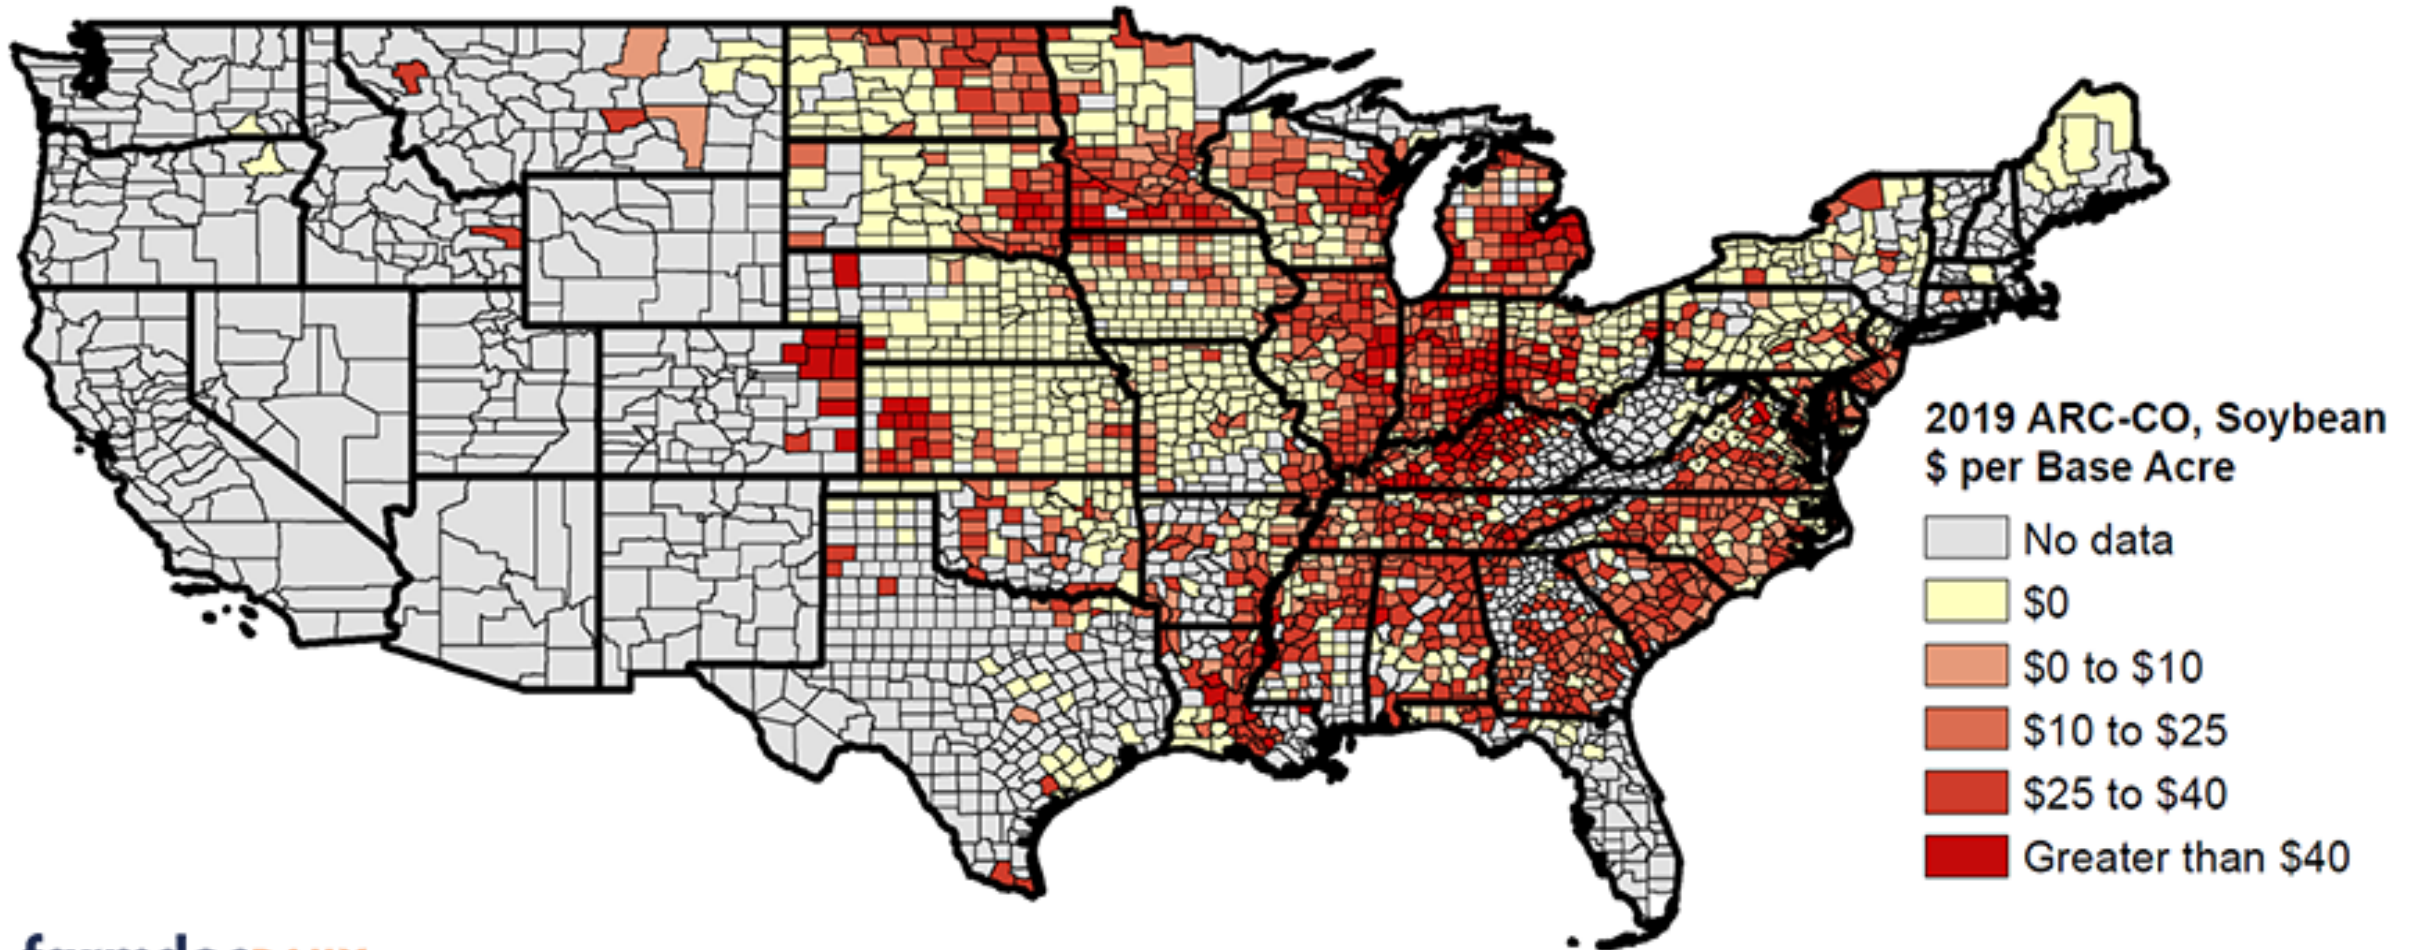 2019 ARC-CO, Soybean
$ per Base Acre
No data
$0
$0 to $10
$10 to $25
$25 to $40
Greater than $40